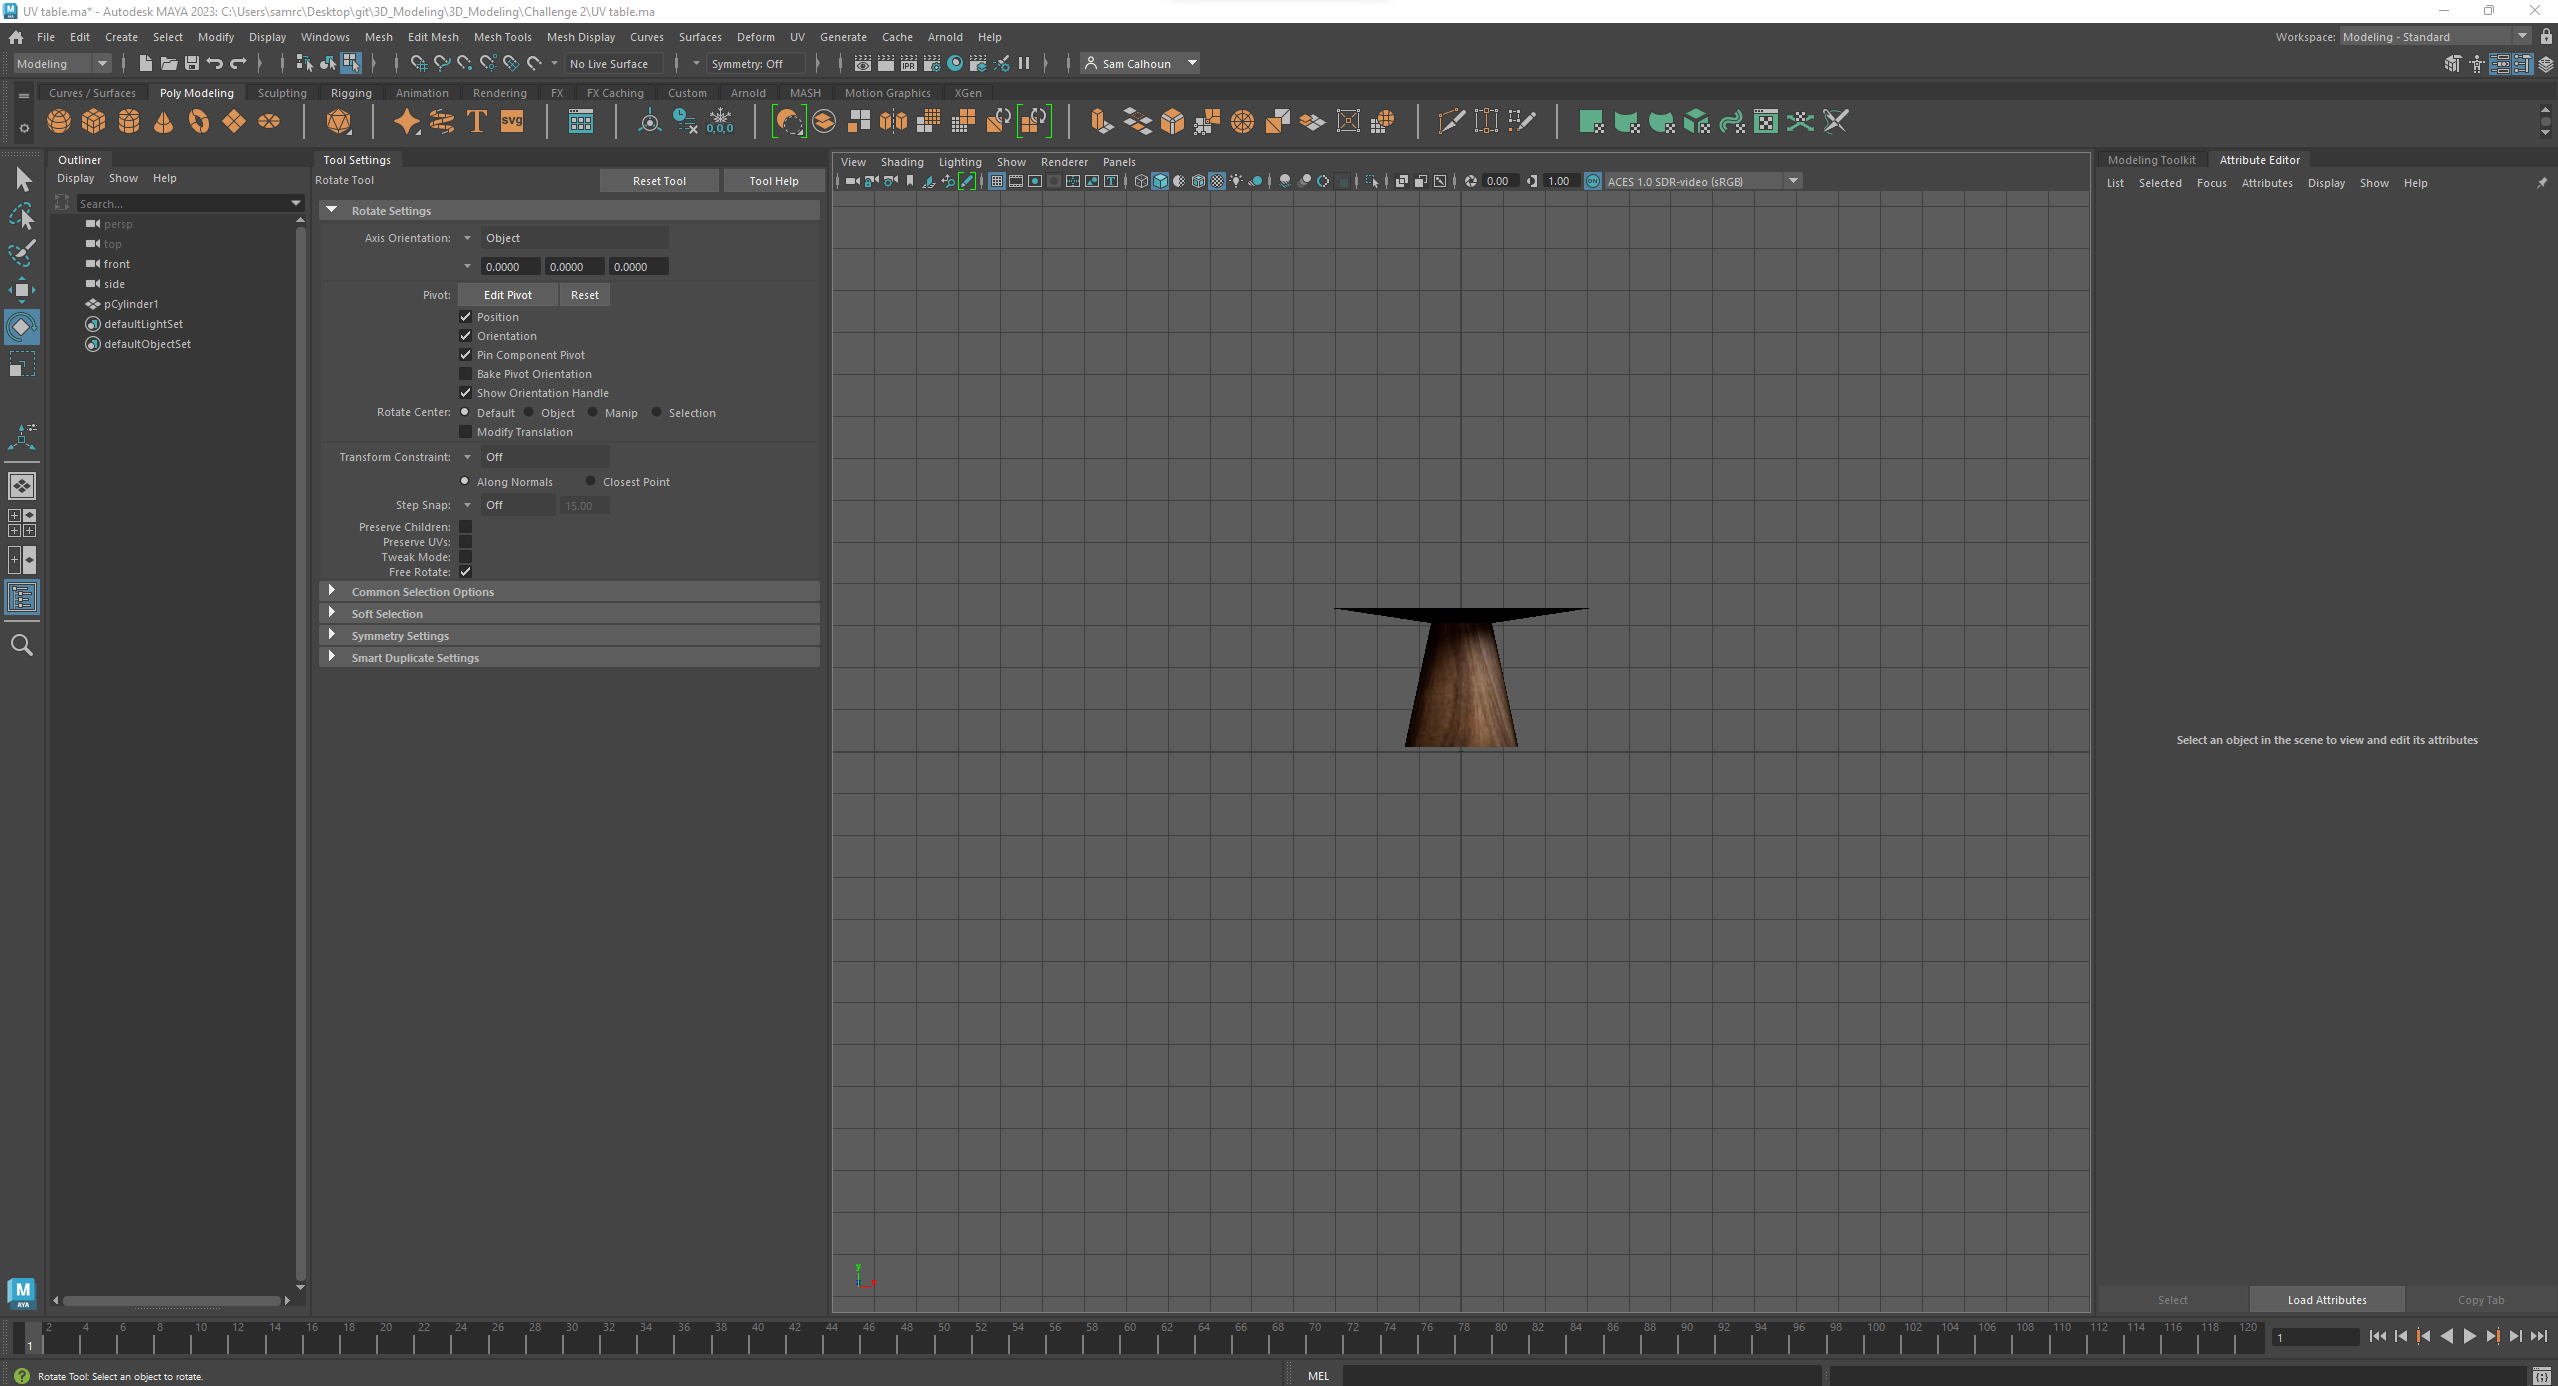 UV table.ma* - Autodesk MAYA 2023: C:\Users\samrc\Desktop\git\3D_Modeling\3D_Modeling\Challenge 2\UV table.ma
File Edit Create Select Modify Display Windows Mesh Edit Mesh Mesh Tools Mesh Display Curves Surfaces Deform UV Generate Cache Arnold Help
Workspace: Modeling - Standard
Modeling
No Live Surface
Symmetry: Off
Sam Calhoun
Curves / Surfaces Poly Modeling Sculpting Rigging Animation Rendering FX FX Caching Custom Arnold MASH Motion Graphics XGen
Outliner
Display Show Help
Search...
persp
top
front
side
pCylinder1
defaultLightSet
defaultObjectSet
Tool Settings
Rotate Tool
Reset Tool
Tool Help
Rotate Settings
Axis Orientation: Object
0.0000 0.0000 0.0000
Pivot: Edit Pivot Reset
Position
Orientation
Pin Component Pivot
Bake Pivot Orientation
Show Orientation Handle
Rotate Center: Default Object Manip Selection
Modify Translation
Transform Constraint: Off
Along Normals Closest Point
Step Snap: Off 15.00
Preserve Children:
Preserve UVs:
Tweak Mode:
Free Rotate:
Common Selection Options
Soft Selection
Symmetry Settings
Smart Duplicate Settings
View Shading Lighting Show Renderer Panels
0.00 1.00 ACES 1.0 SDR-video (sRGB)
y
x
Modeling Toolkit Attribute Editor
List Selected Focus Attributes Display Show Help
Select an object in the scene to view and edit its attributes
Select Load Attributes Copy Tab
2 4 6 8 10 12 14 16 18 20 22 24 26 28 30 32 34 36 38 40 42 44 46 48 50 52 54 56 58 60 62 64 66 68 70 72 74 76 78 80 82 84 86 88 90 92 94 96 98 100 102 104 106 108 110 112 114 116 118 120
1
1
Rotate Tool: Select an object to rotate.
MEL